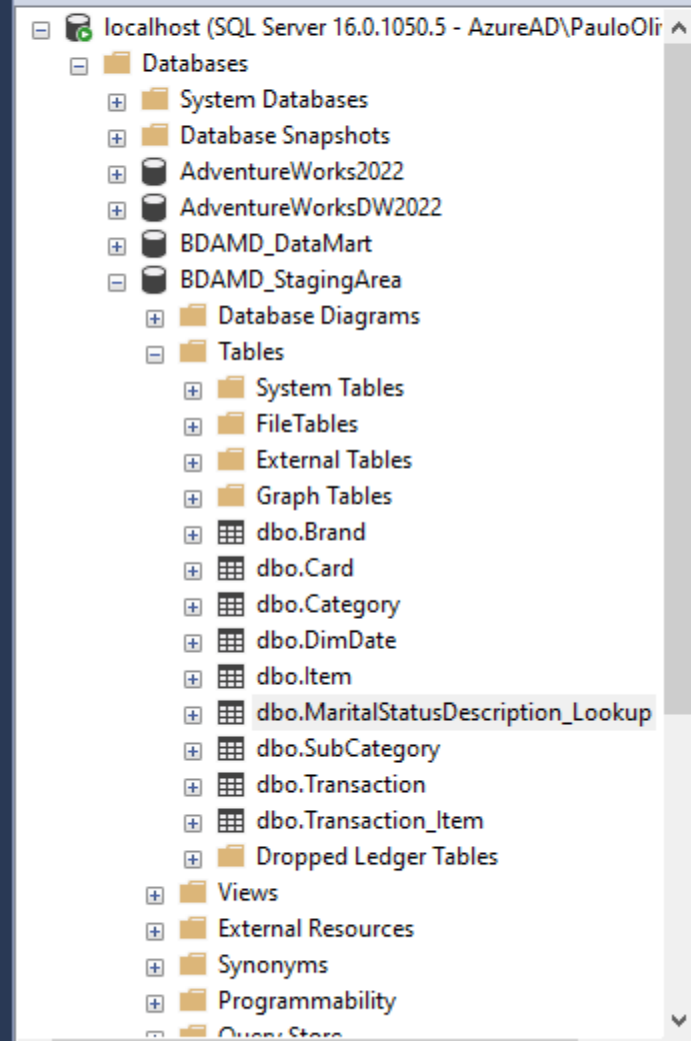 localhost (SQL Server 16.0.1050.5 - AzureAD\PauloOli
Databases
System Databases
Database Snapshots
AdventureWorks2022
AdventureWorksDW2022
BDAMD_DataMart
BDAMD_StagingArea
Database Diagrams
Tables
System Tables
FileTables
External Tables
Graph Tables
dbo.Brand
dbo.Card
dbo.Category
dbo.DimDate
dbo.Item
dbo.MaritalStatusDescription_Lookup
dbo.SubCategory
dbo.Transaction
dbo.Transaction_Item
Dropped Ledger Tables
Views
External Resources
Synonyms
Programmability
Query Store